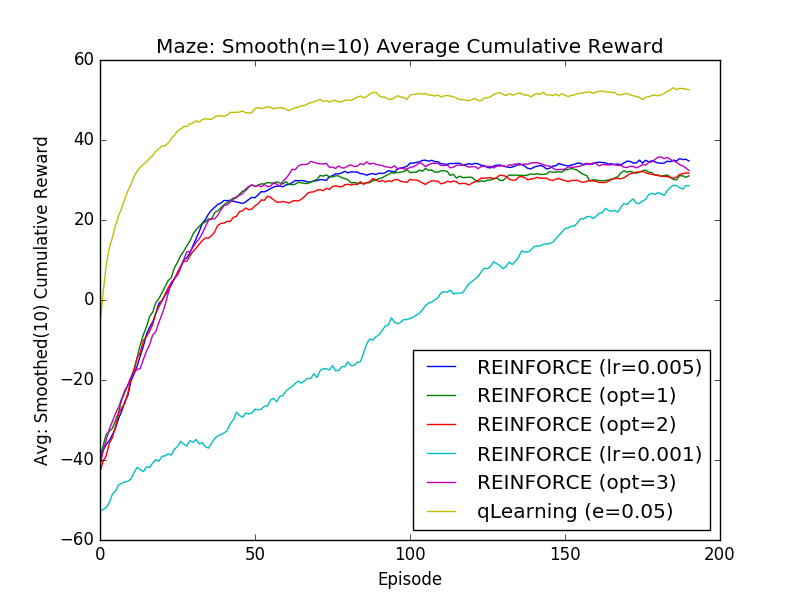 Maze: Smooth(n=10) Average Cumulative Reward
Avg: Smoothed(10) Cumulative Reward
60
40
20
0
−20
−40
−60
0 50 100 150 200
Episode
REINFORCE (lr=0.005)
REINFORCE (opt=1)
REINFORCE (opt=2)
REINFORCE (lr=0.001)
REINFORCE (opt=3)
qLearning (e=0.05)